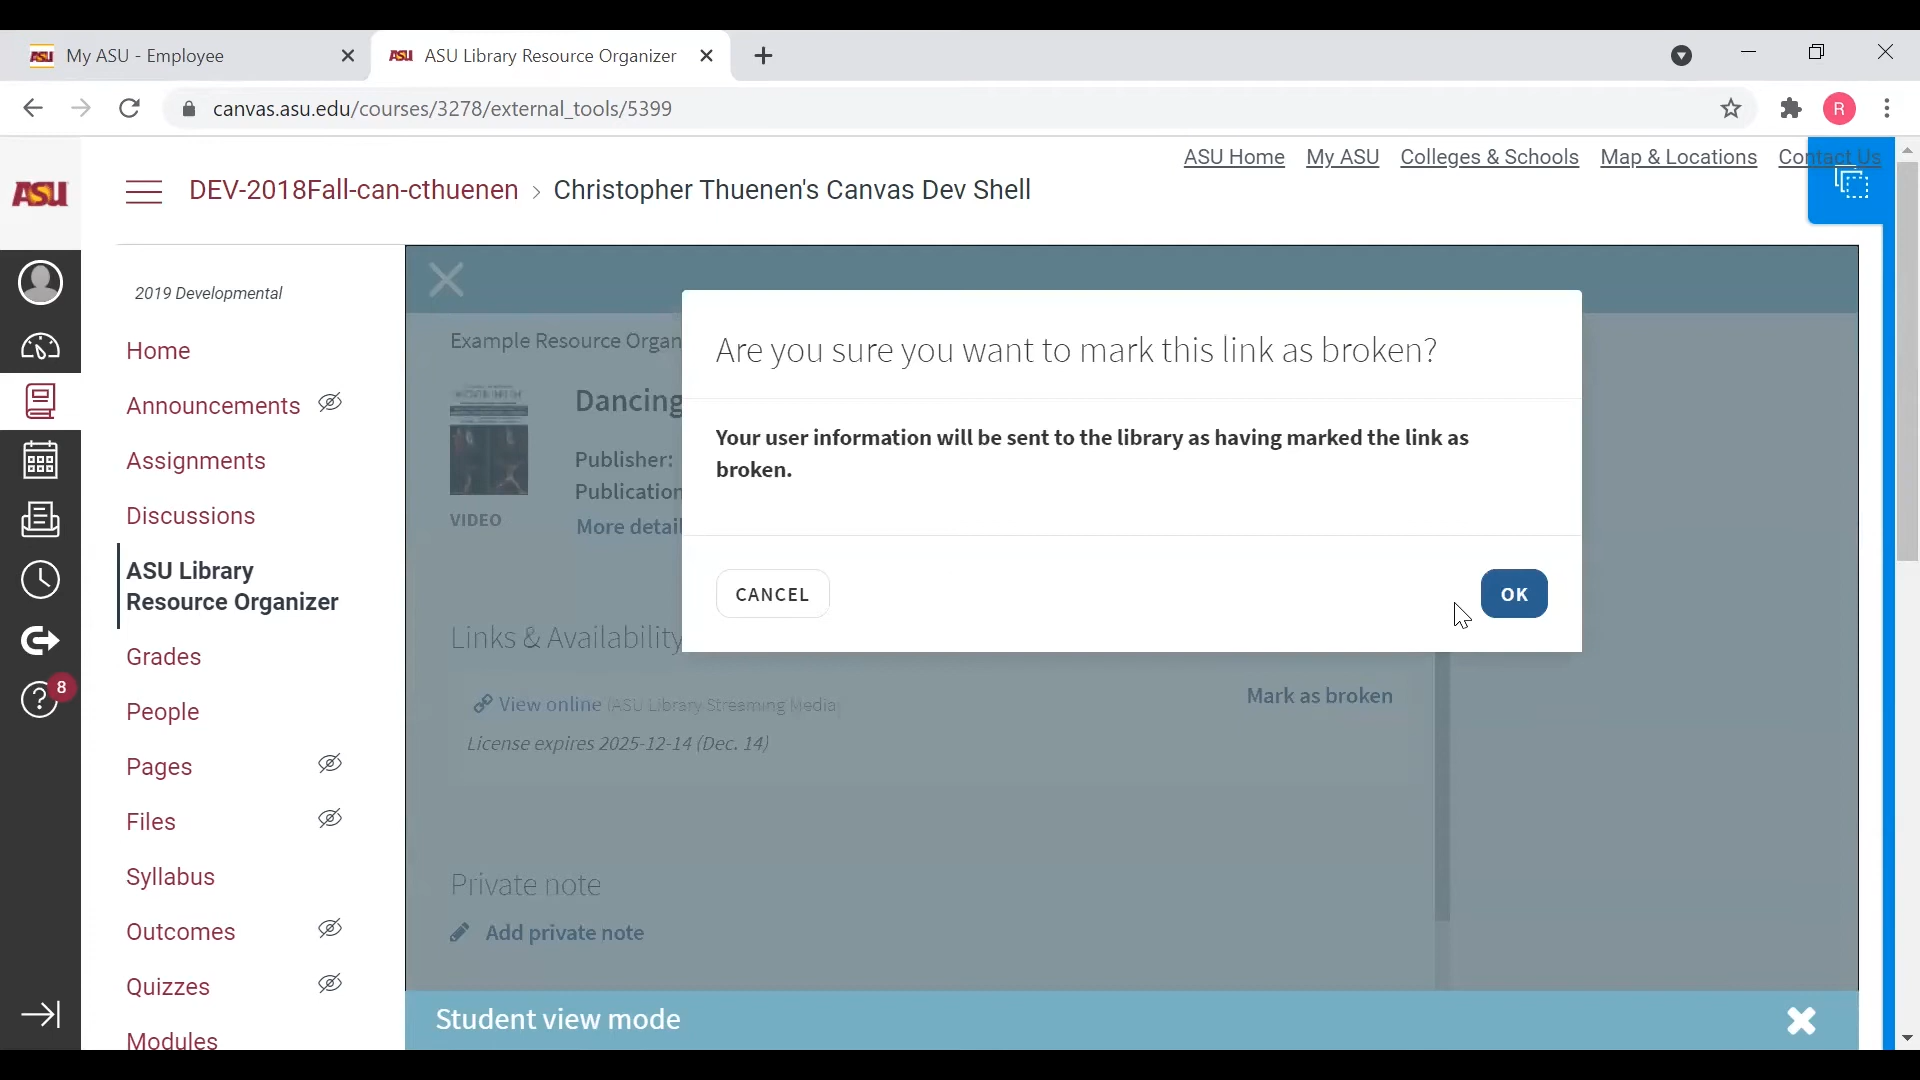 ASU My ASU - Employee
ASU ASU Library Resource Organizer
canvas.asu.edu/courses/3278/external_tools/5399
R
ASU Home My ASU Colleges & Schools Map & Locations Contact Us
ASU
DEV-2018Fall-can-cthuenen › Christopher Thuenen's Canvas Dev Shell
2019 Developmental
Home
Announcements
Assignments
Discussions
ASU Library
Resource Organizer
Grades
People
Pages
Files
Syllabus
Outcomes
Quizzes
Modules
8
Example Resource Organ
Dancing
Publisher:
Publication
More detail
VIDEO
Are you sure you want to mark this link as broken?
Your user information will be sent to the library as having marked the link as
broken.
CANCEL
OK
Links & Availability
View online (ASU Library Streaming Media
Mark as broken
License expires 2025-12-14 (Dec. 14)
Private note
Add private note
Student view mode